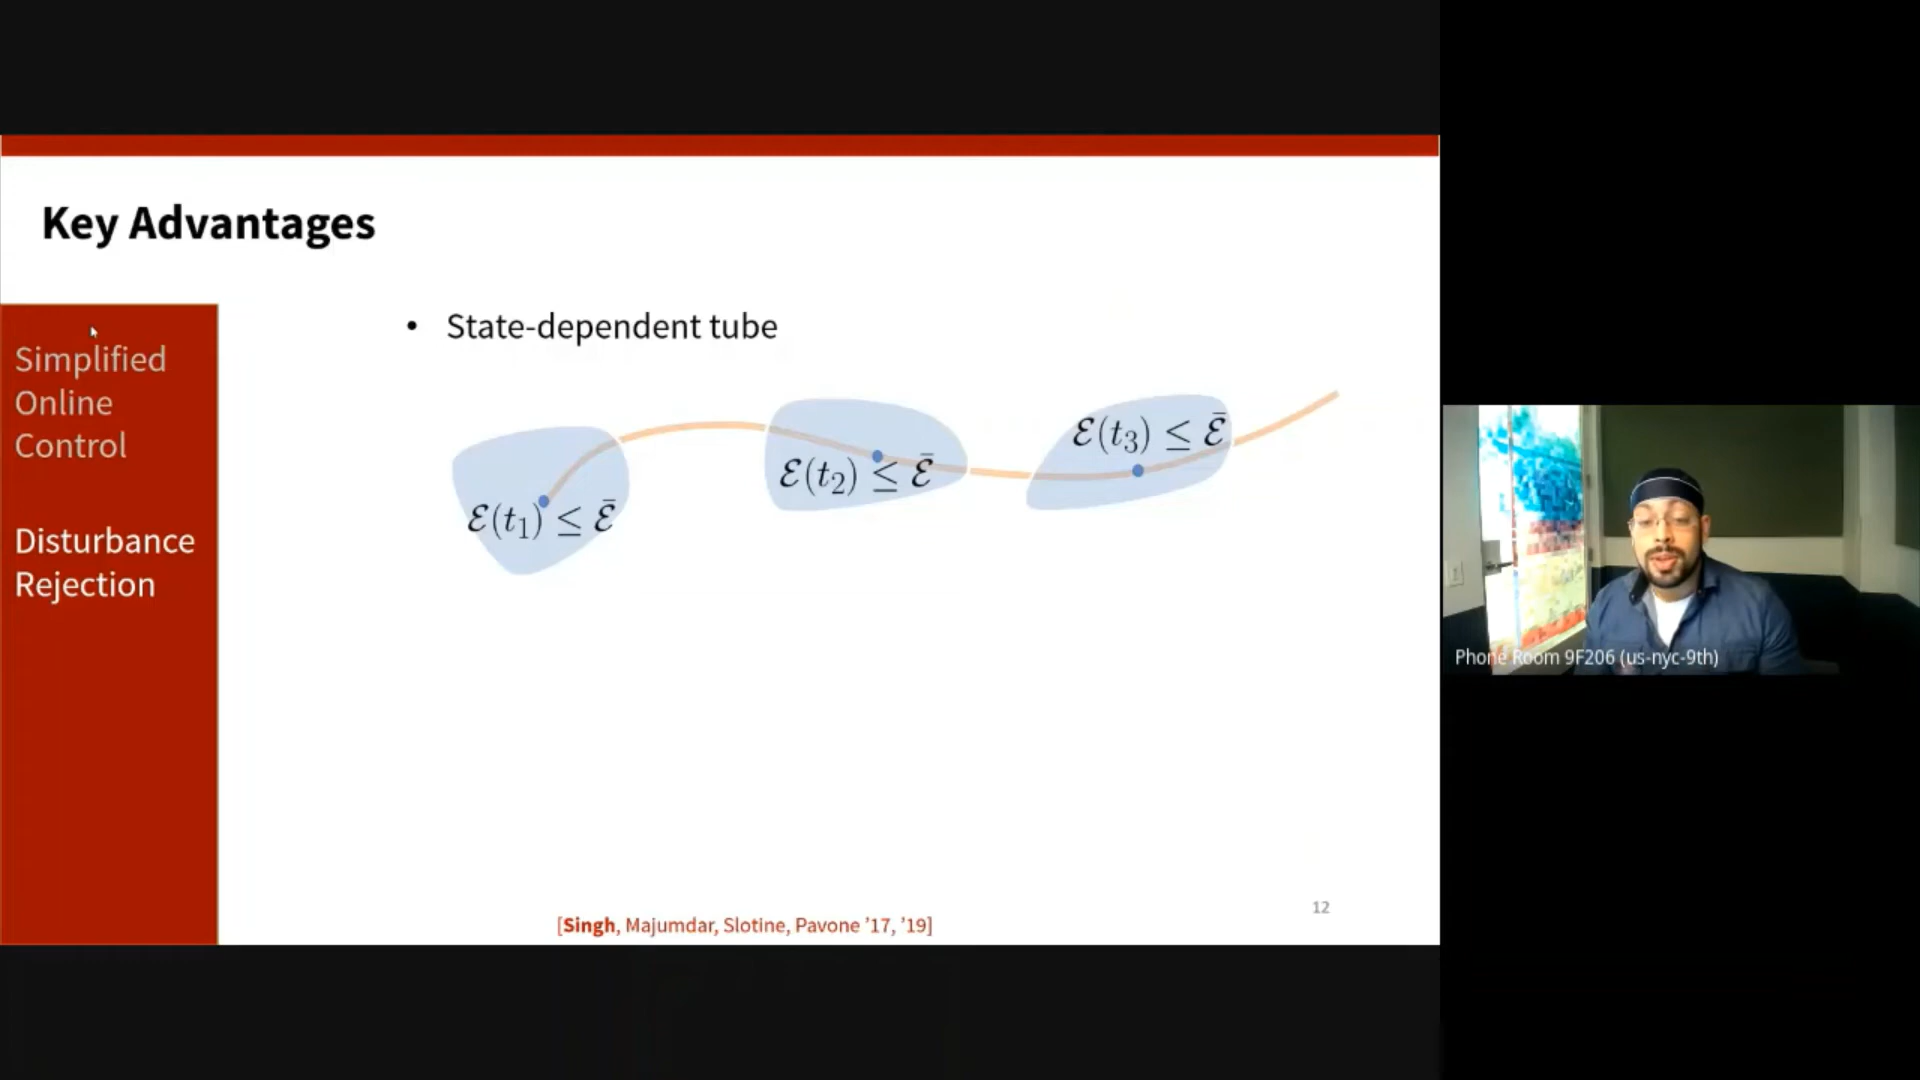 Key Advantages
Simplified
Online
Control
Disturbance
Rejection
• State-dependent tube
ℰ(t₁) ≤ ℰ̄
ℰ(t₂) ≤ ℰ̄
ℰ(t₃) ≤ ℰ̄
[Singh, Majumdar, Slotine, Pavone ’17, ’19]
12
Phone Room 9F206 (us-nyc-9th)